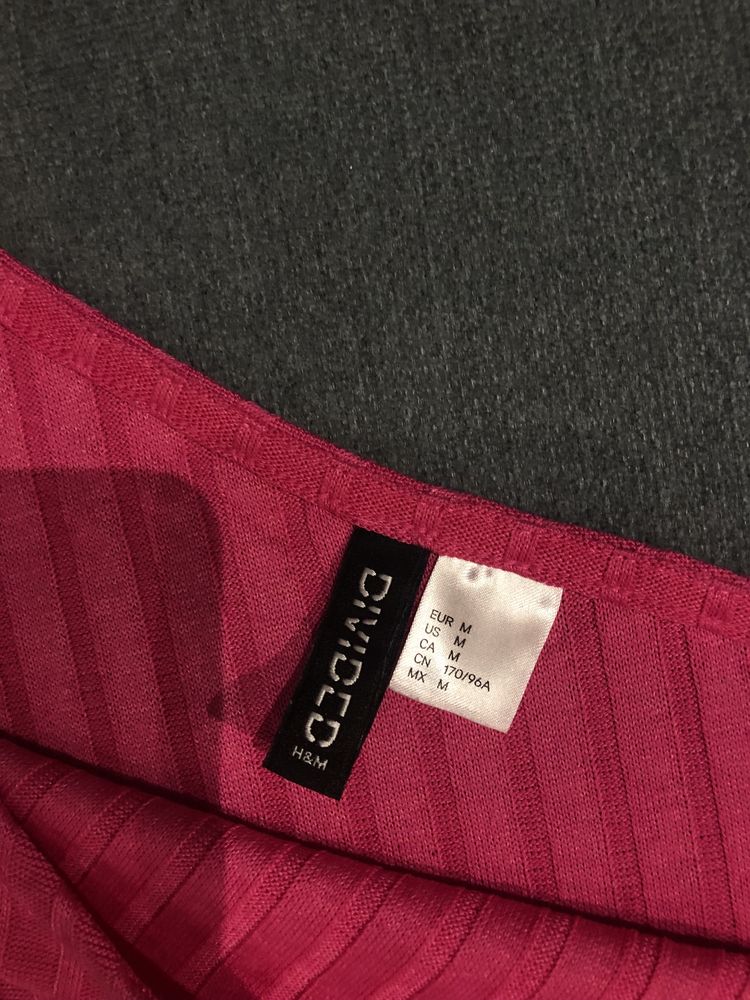 DIVIDED
H&M
EUR M
US M
CA M
CN 170/96A
MX M